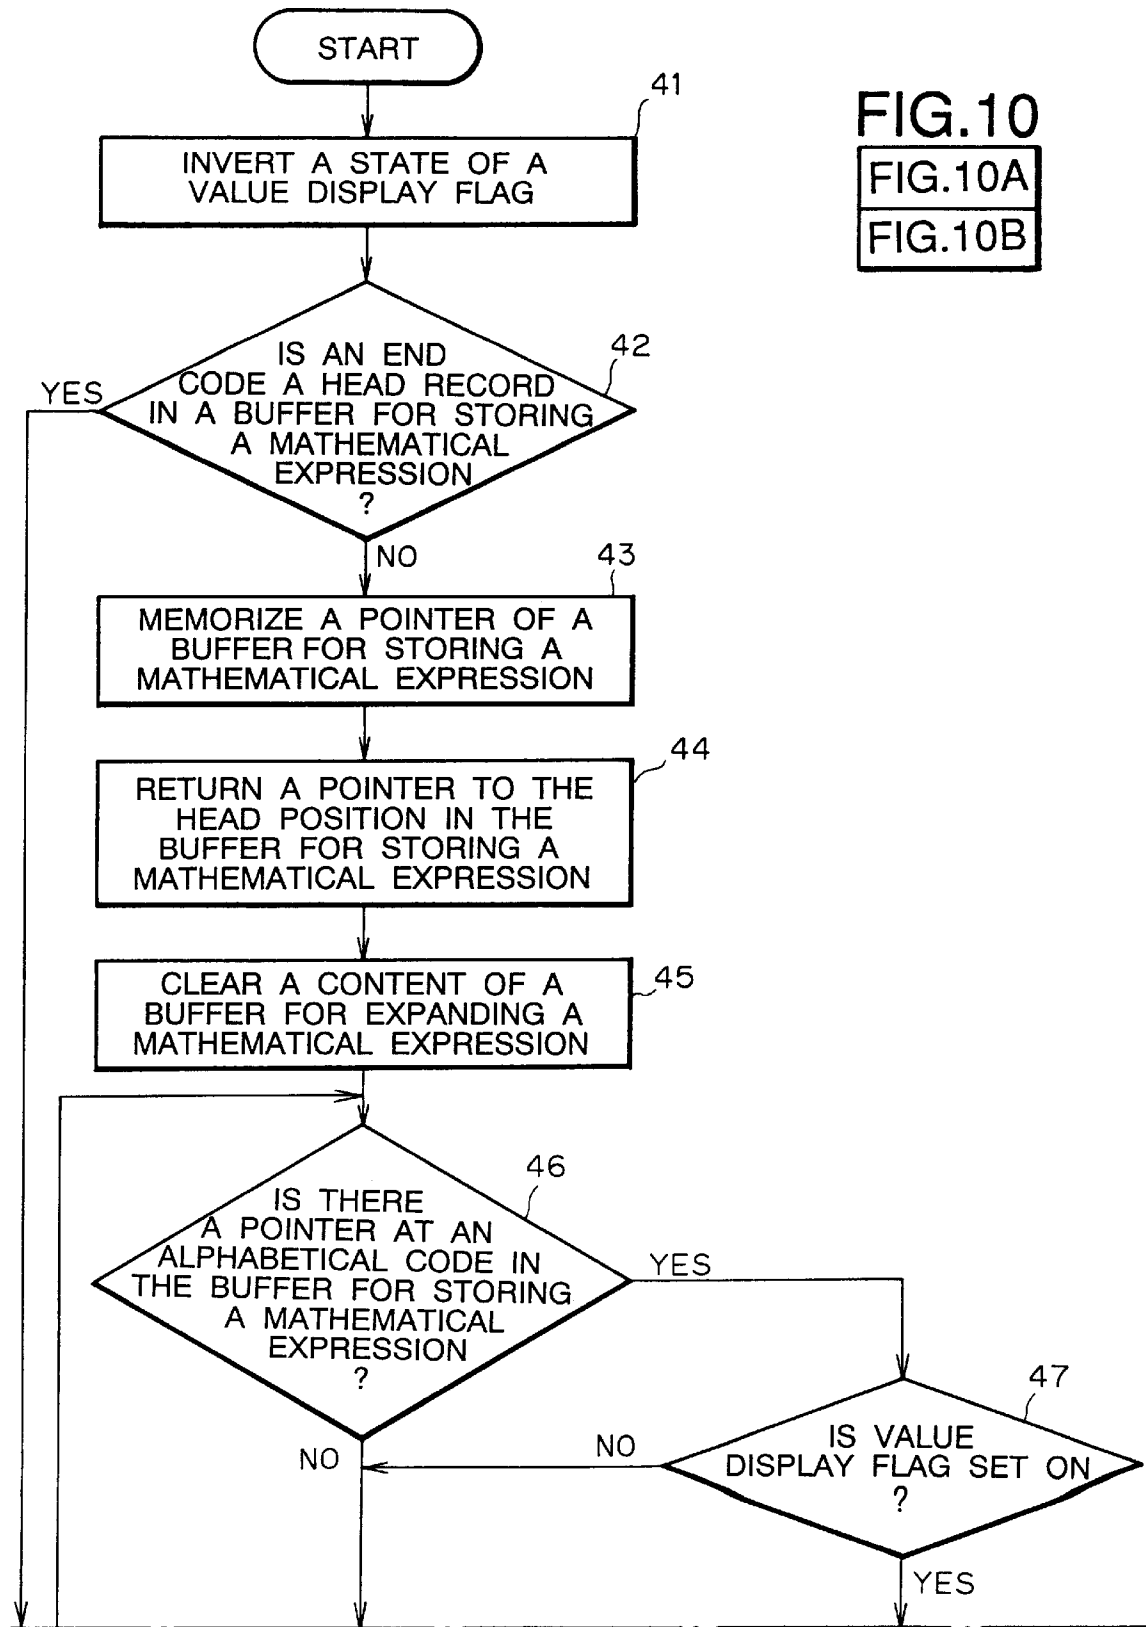 START
41
FIG.10
FIG.10A
FIG.10B
INVERT A STATE OF A
VALUE DISPLAY FLAG
42
YES
IS AN END
CODE A HEAD RECORD
IN A BUFFER FOR STORING
A MATHEMATICAL
EXPRESSION
?
NO
43
MEMORIZE A POINTER OF A
BUFFER FOR STORING A
MATHEMATICAL EXPRESSION
44
RETURN A POINTER TO THE
HEAD POSITION IN THE
BUFFER FOR STORING A
MATHEMATICAL EXPRESSION
45
CLEAR A CONTENT OF A
BUFFER FOR EXPANDING A
MATHEMATICAL EXPRESSION
46
IS THERE
A POINTER AT AN
ALPHABETICAL CODE IN
THE BUFFER FOR STORING
A MATHEMATICAL
EXPRESSION
?
YES
NO
47
IS VALUE
DISPLAY FLAG SET ON
?
NO
YES